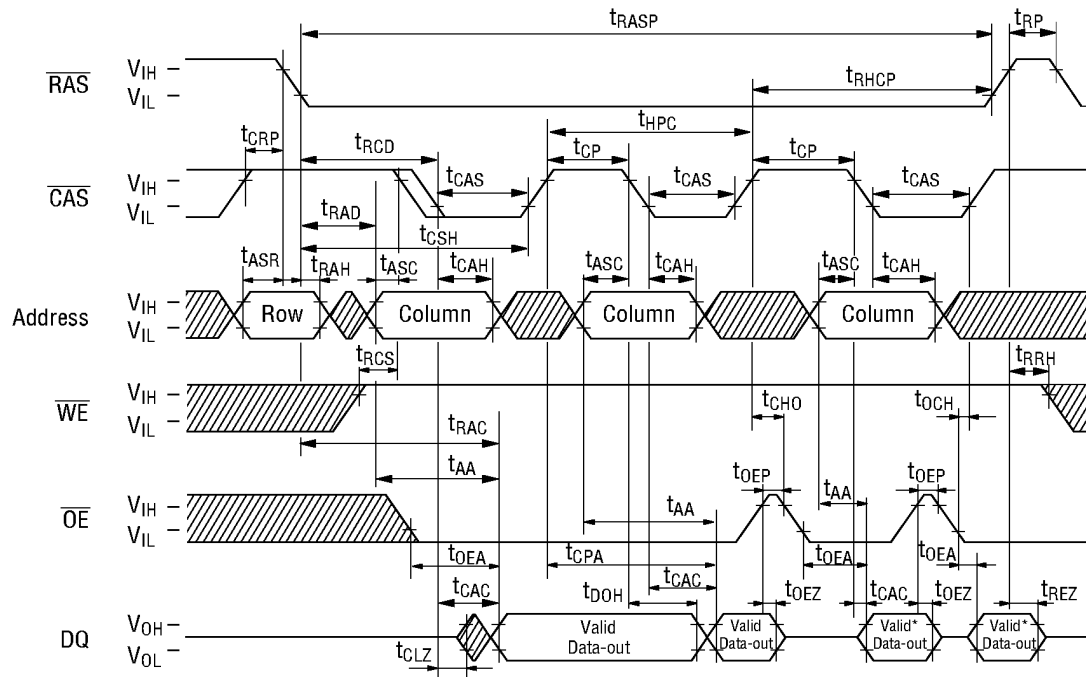 tRASP tRP
RAS VIH
VIL
tRHCP
tCRP tRCD tHPC
tCP tCP
CAS VIH
VIL
tCAS tCAS tCAS
tRAD
tCSH
tASR tRAH tASC tCAH tASC tCAH tASC tCAH
Address VIH
VIL
Row Column Column Column
tRCS tRRH
WE VIH
VIL
tCHO tOCH
tRAC
tAA tOEP tOEP
OE VIH
VIL
tAA tAA
tOEA tCPA tOEA tOEA
tCAC tDOH tCAC tOEZ tCAC tOEZ tREZ
DQ VOH
VOL
Valid Data-out
Valid Data-out
Valid* Data-out
Valid* Data-out
tCLZ